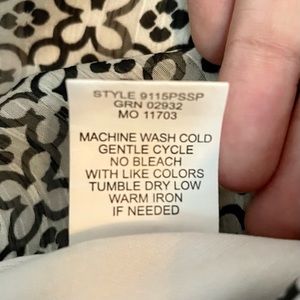 STYLE 9115PSSP
GRN 02932
MO 11703
MACHINE WASH COLD
GENTLE CYCLE
NO BLEACH
WITH LIKE COLORS
TUMBLE DRY LOW
WARM IRON
IF NEEDED